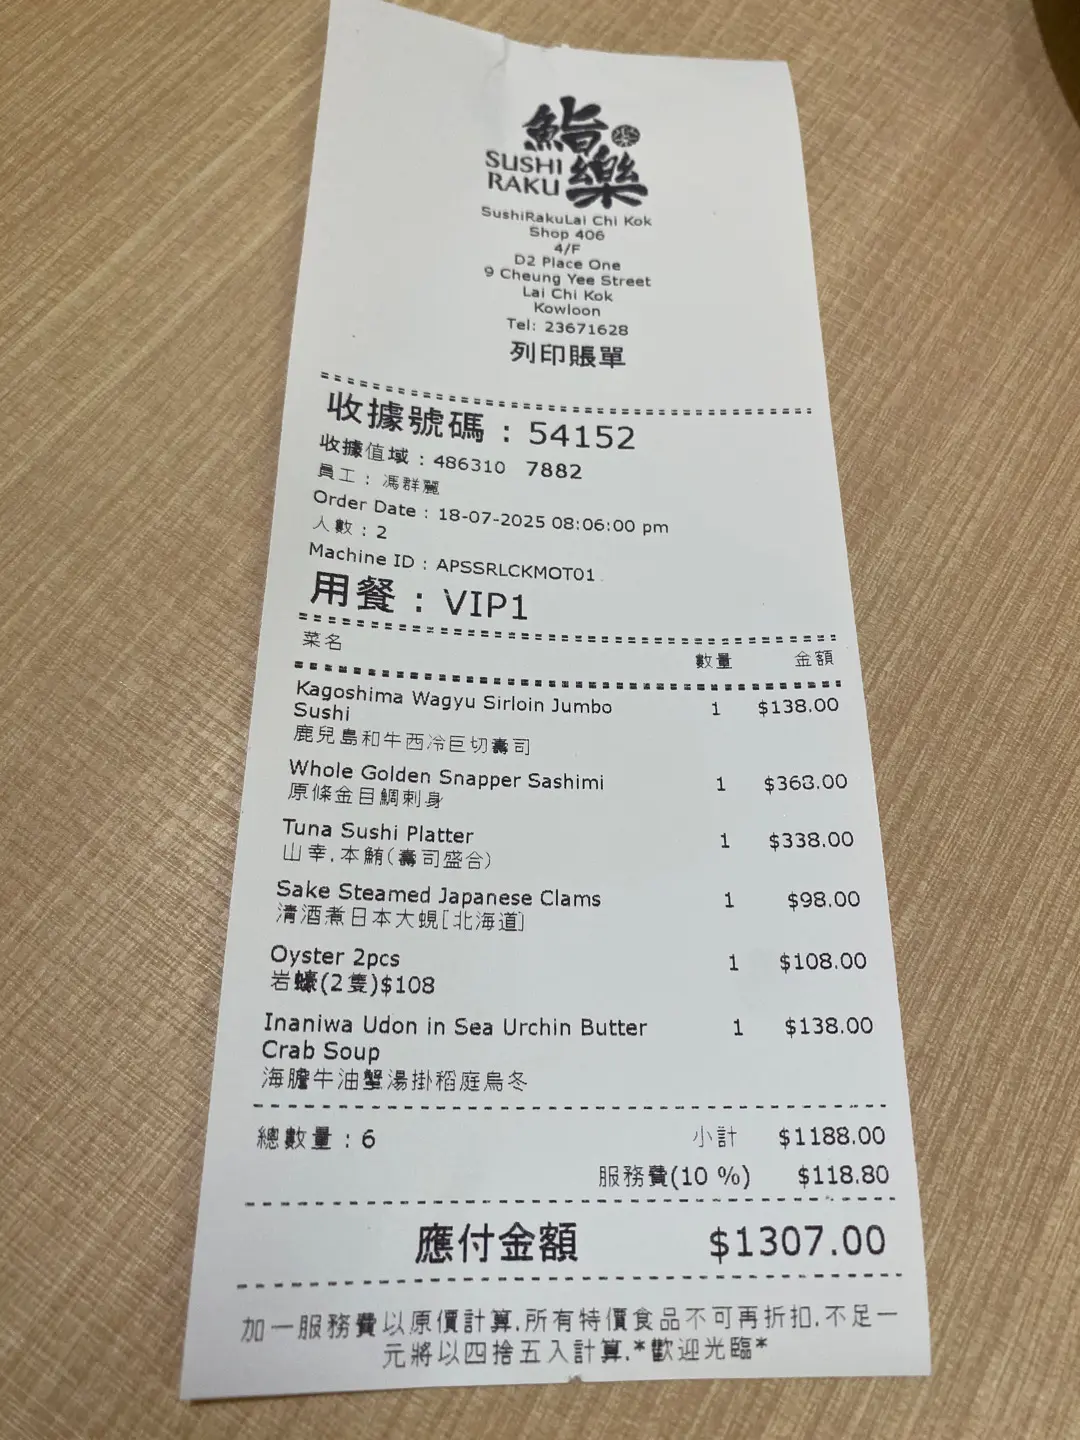 鮨樂
SUSHI
RAKU
SushiRakuLai Chi Kok
Shop 406
4/F
D2 Place One
9 Cheung Yee Street
Lai Chi Kok
Kowloon
Tel: 23671628
列印賬單
收據號碼 : 54152
收據值域 : 486310 7882
員工 : 馮群麗
Order Date : 18-07-2025 08:06:00 pm
人數 : 2
Machine ID : APSSRLCKMOT01
用餐 : VIP1
菜名 數量 金額
Kagoshima Wagyu Sirloin Jumbo 1 $138.00
Sushi
鹿兒島和牛西冷巨切壽司
Whole Golden Snapper Sashimi 1 $368.00
原條金目鯛刺身
Tuna Sushi Platter 1 $338.00
山幸.本鮪(壽司盛合)
Sake Steamed Japanese Clams 1 $98.00
清酒煮日本大蜆[北海道]
Oyster 2pcs 1 $108.00
岩蠔(2隻)$108
Inaniwa Udon in Sea Urchin Butter 1 $138.00
Crab Soup
海膽牛油蟹湯掛稻庭烏冬
總數量 : 6 小計 $1188.00
服務費(10 %) $118.80
應付金額 $1307.00
加一服務費以原價計算.所有特價食品不可再折扣.不足一
元將以四捨五入計算.*歡迎光臨*